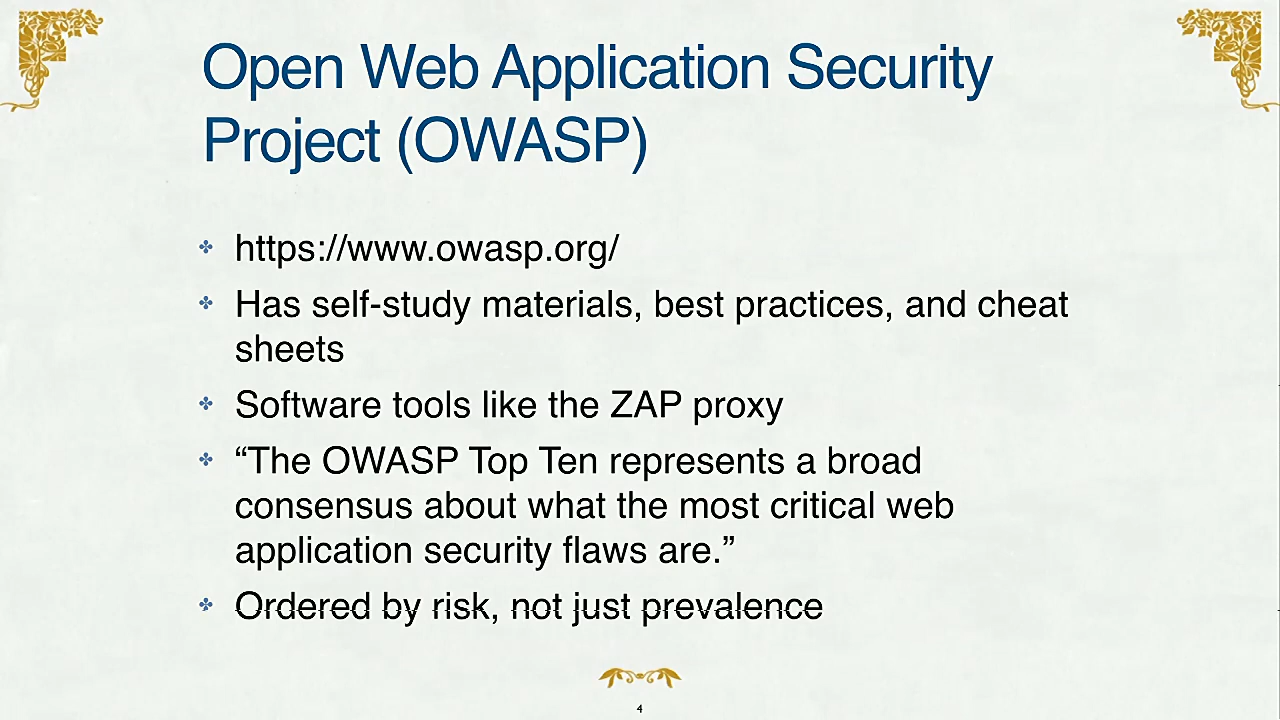 Open Web Application Security
Project (OWASP)
https://www.owasp.org/
Has self-study materials, best practices, and cheat
sheets
Software tools like the ZAP proxy
“The OWASP Top Ten represents a broad
consensus about what the most critical web
application security flaws are.”
Ordered by risk, not just prevalence
4